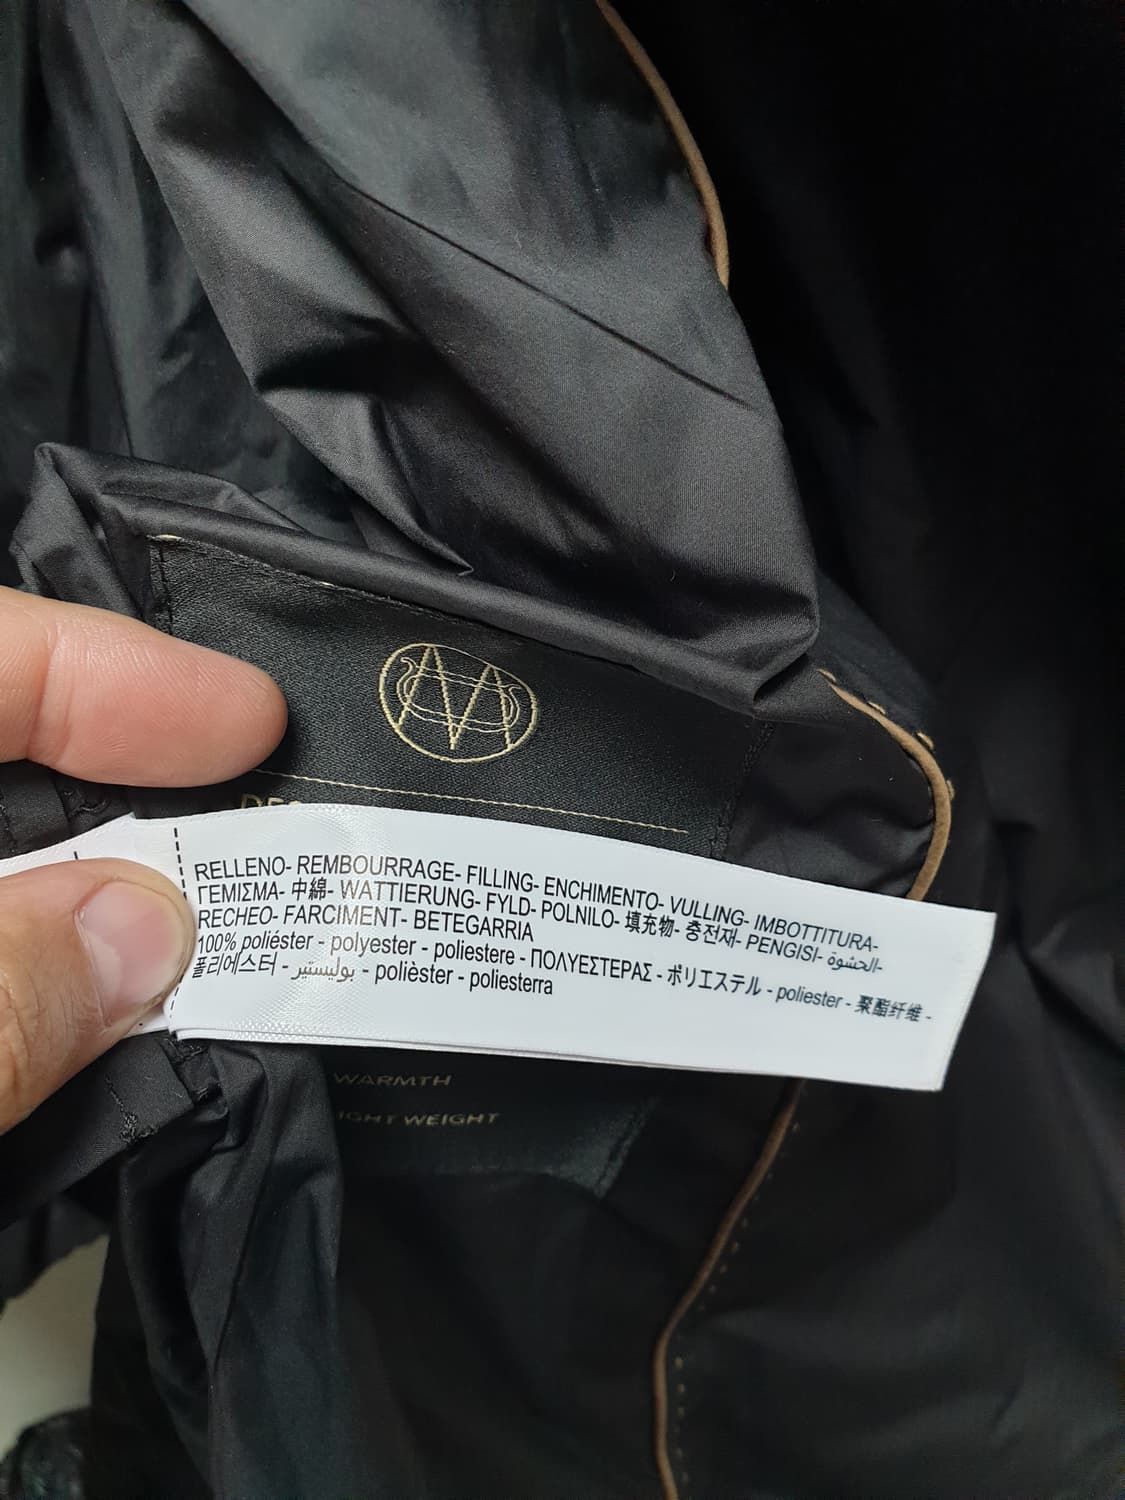 RELLENO- REMBOURRAGE- FILLING- ENCHIMENTO- VULLING- IMBOTTITURA-
ΓΕΜΙΣΜΑ- 中綿- WATTIERUNG- FYLD- POLNILO- 填充物- 충전재- PENGISI- الحشوة-
RECHEO- FARCIMENT- BETEGARRIA
100% poliéster - polyester - poliestere - ΠΟΛΥΕΣΤΕΡΑΣ - ポリエステル - poliester - 聚酯纤维 -
폴리에스터 - بوليستير - polièster - poliesterra
WARMTH
WEIGHT